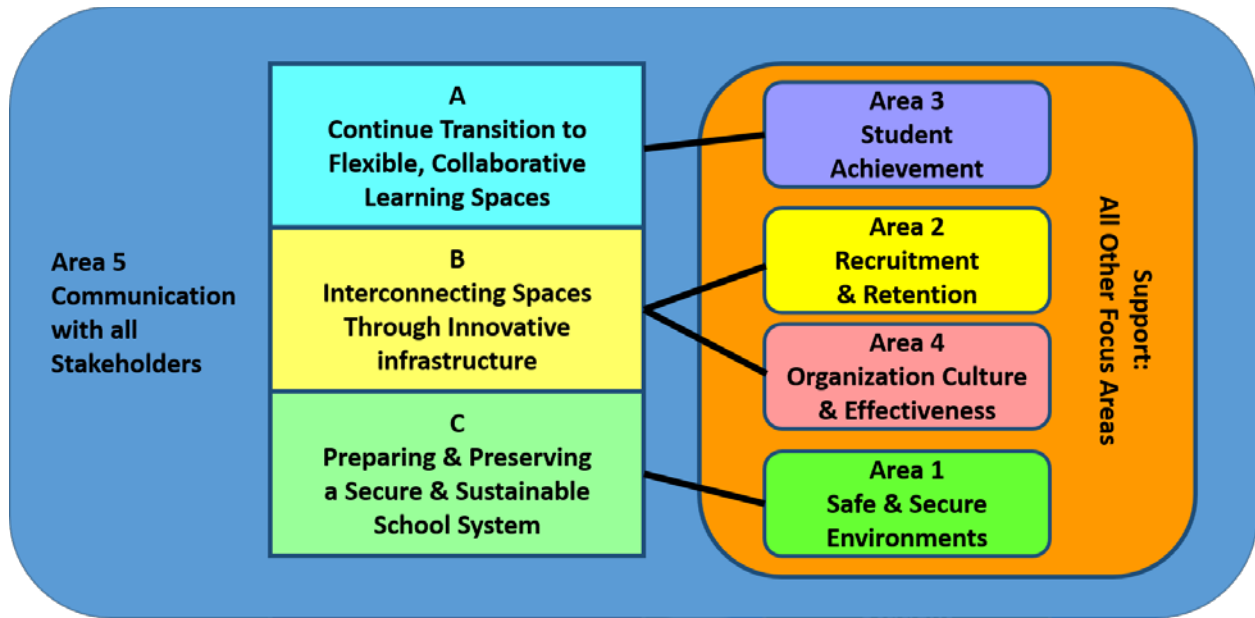 Area 5
Communication
with all
Stakeholders
A
Continue Transition to
Flexible, Collaborative
Learning Spaces
B
Interconnecting Spaces
Through Innovative
infrastructure
C
Preparing & Preserving
a Secure & Sustainable
School System
Area 3
Student
Achievement
Area 2
Recruitment
& Retention
Area 4
Organization Culture
& Effectiveness
Area 1
Safe & Secure
Environments
Support:
All Other Focus Areas